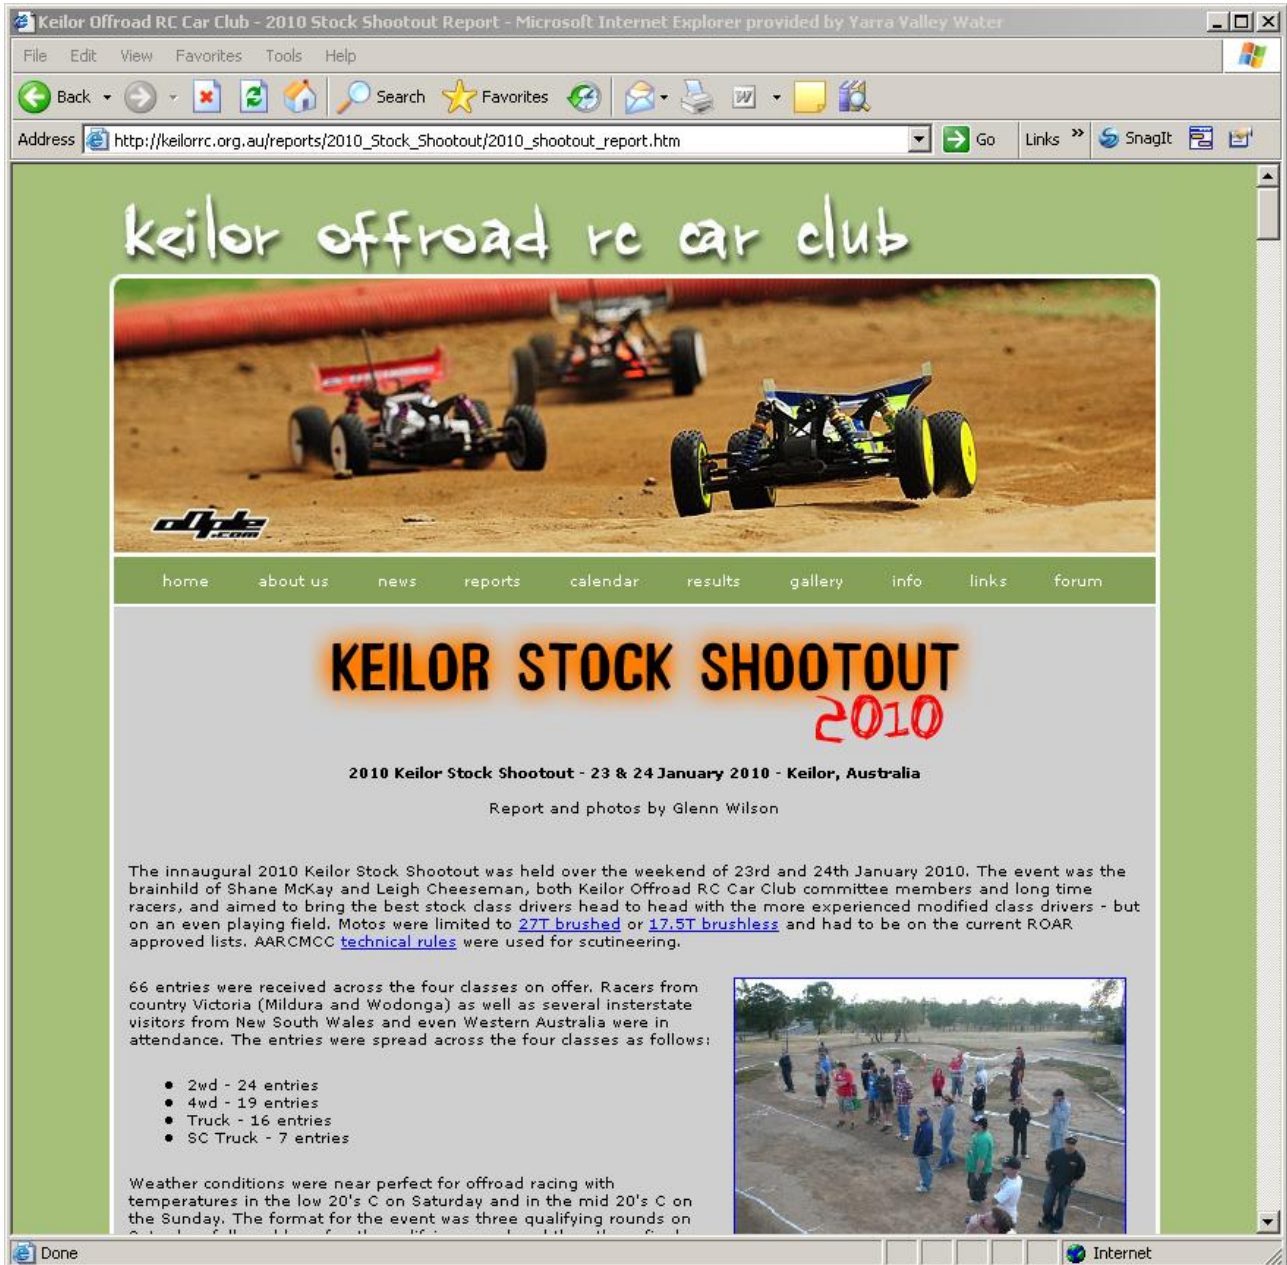 Keilor Offroad RC Car Club - 2010 Stock Shootout Report - Microsoft Internet Explorer provided by Yarra Valley Water
File Edit View Favorites Tools Help
Back Search Favorites
Address http://keilorrc.org.au/reports/2010_Stock_Shootout/2010_shootout_report.htm Go Links » SnagIt
keilor offroad rc car club
oOple
.com
home about us news reports calendar results gallery info links forum
KEILOR STOCK SHOOTOUT
2010
2010 Keilor Stock Shootout - 23 & 24 January 2010 - Keilor, Australia
Report and photos by Glenn Wilson
The innaugural 2010 Keilor Stock Shootout was held over the weekend of 23rd and 24th January 2010. The event was the
brainhild of Shane McKay and Leigh Cheeseman, both Keilor Offroad RC Car Club committee members and long time
racers, and aimed to bring the best stock class drivers head to head with the more experienced modified class drivers - but
on an even playing field. Motos were limited to 27T brushed or 17.5T brushless and had to be on the current ROAR
approved lists. AARCMCC technical rules were used for scutineering.
66 entries were received across the four classes on offer. Racers from
country Victoria (Mildura and Wodonga) as well as several insterstate
visitors from New South Wales and even Western Australia were in
attendance. The entries were spread across the four classes as follows:
• 2wd - 24 entries
• 4wd - 19 entries
• Truck - 16 entries
• SC Truck - 7 entries
Weather conditions were near perfect for offroad racing with
temperatures in the low 20's C on Saturday and in the mid 20's C on
the Sunday. The format for the event was three qualifying rounds on
Done Internet